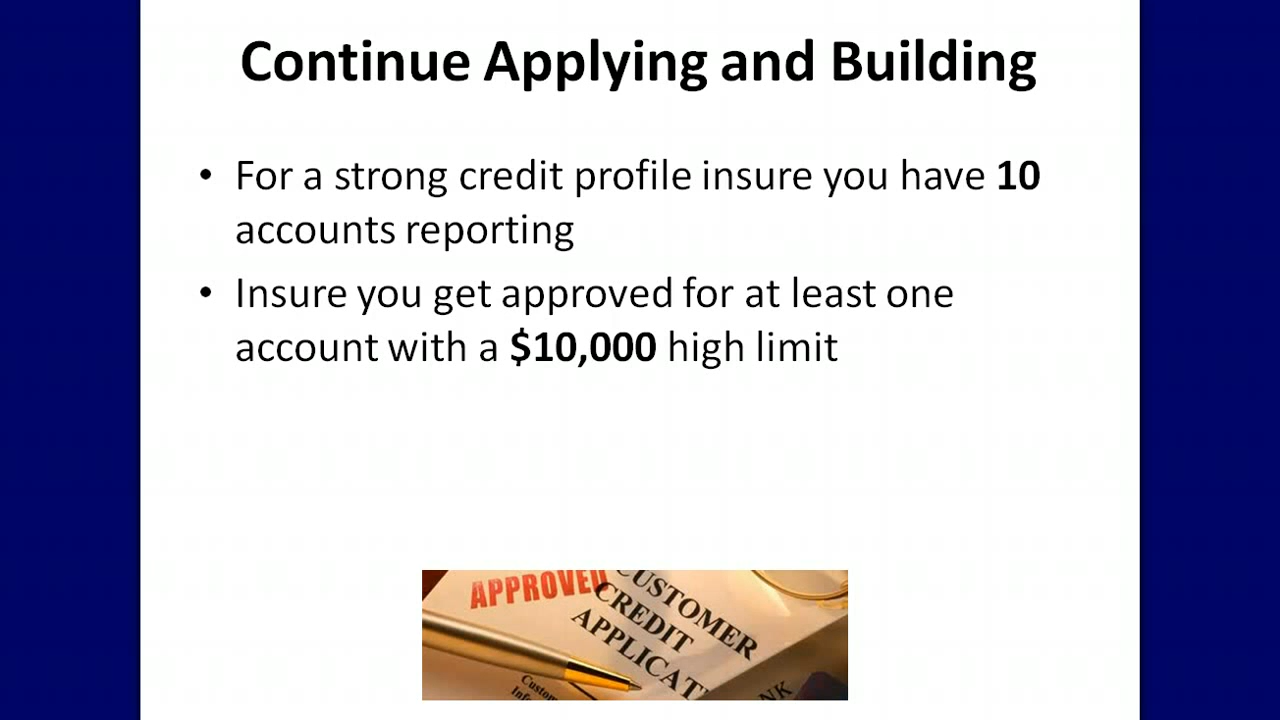 Continue Applying and Building
• For a strong credit profile insure you have 10
accounts reporting
• Insure you get approved for at least one
account with a $10,000 high limit
APPROVED
CUSTOMER
CREDIT
APPLICAT